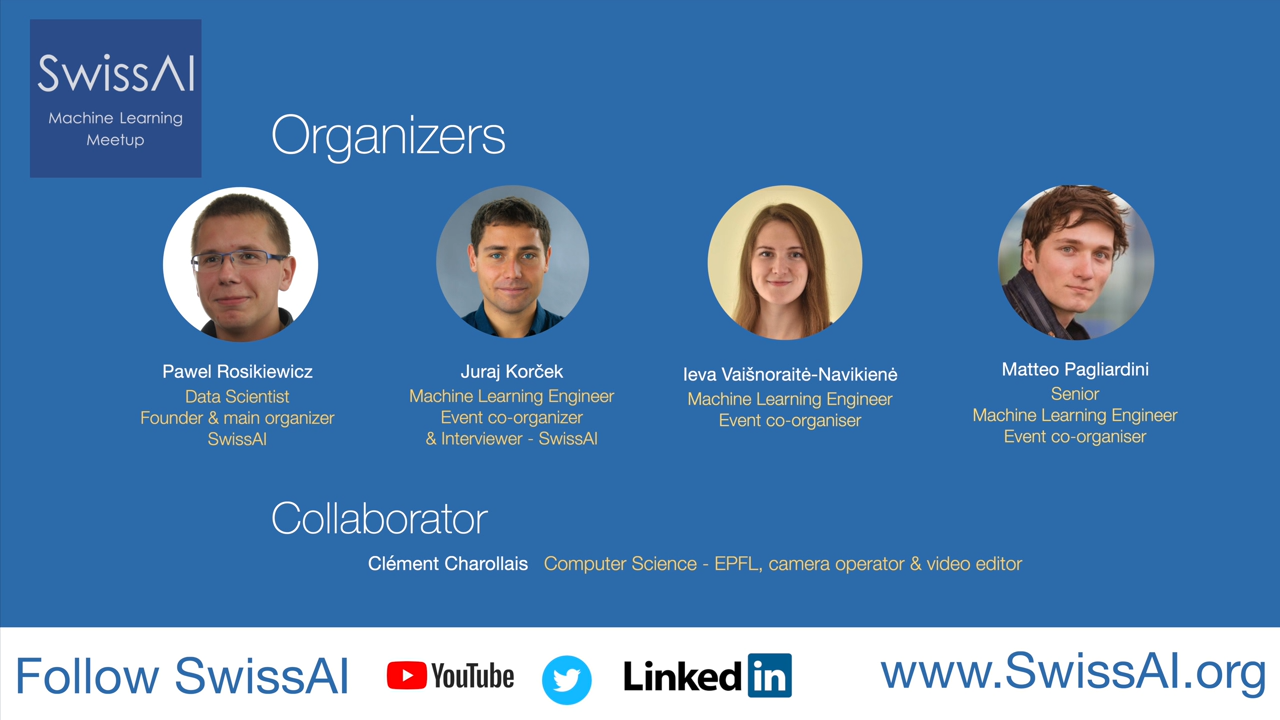 SwissAI
Machine Learning
Meetup
Organizers
Pawel Rosikiewicz
Data Scientist
Founder & main organizer
SwissAI
Juraj Korček
Machine Learning Engineer
Event co-organizer
& Interviewer - SwissAI
Ieva Vaišnoraitė-Navikienė
Machine Learning Engineer
Event co-organiser
Matteo Pagliardini
Senior
Machine Learning Engineer
Event co-organiser
Collaborator
Clément Charollais Computer Science - EPFL, camera operator & video editor
Follow SwissAI YouTube Linked in www.SwissAI.org